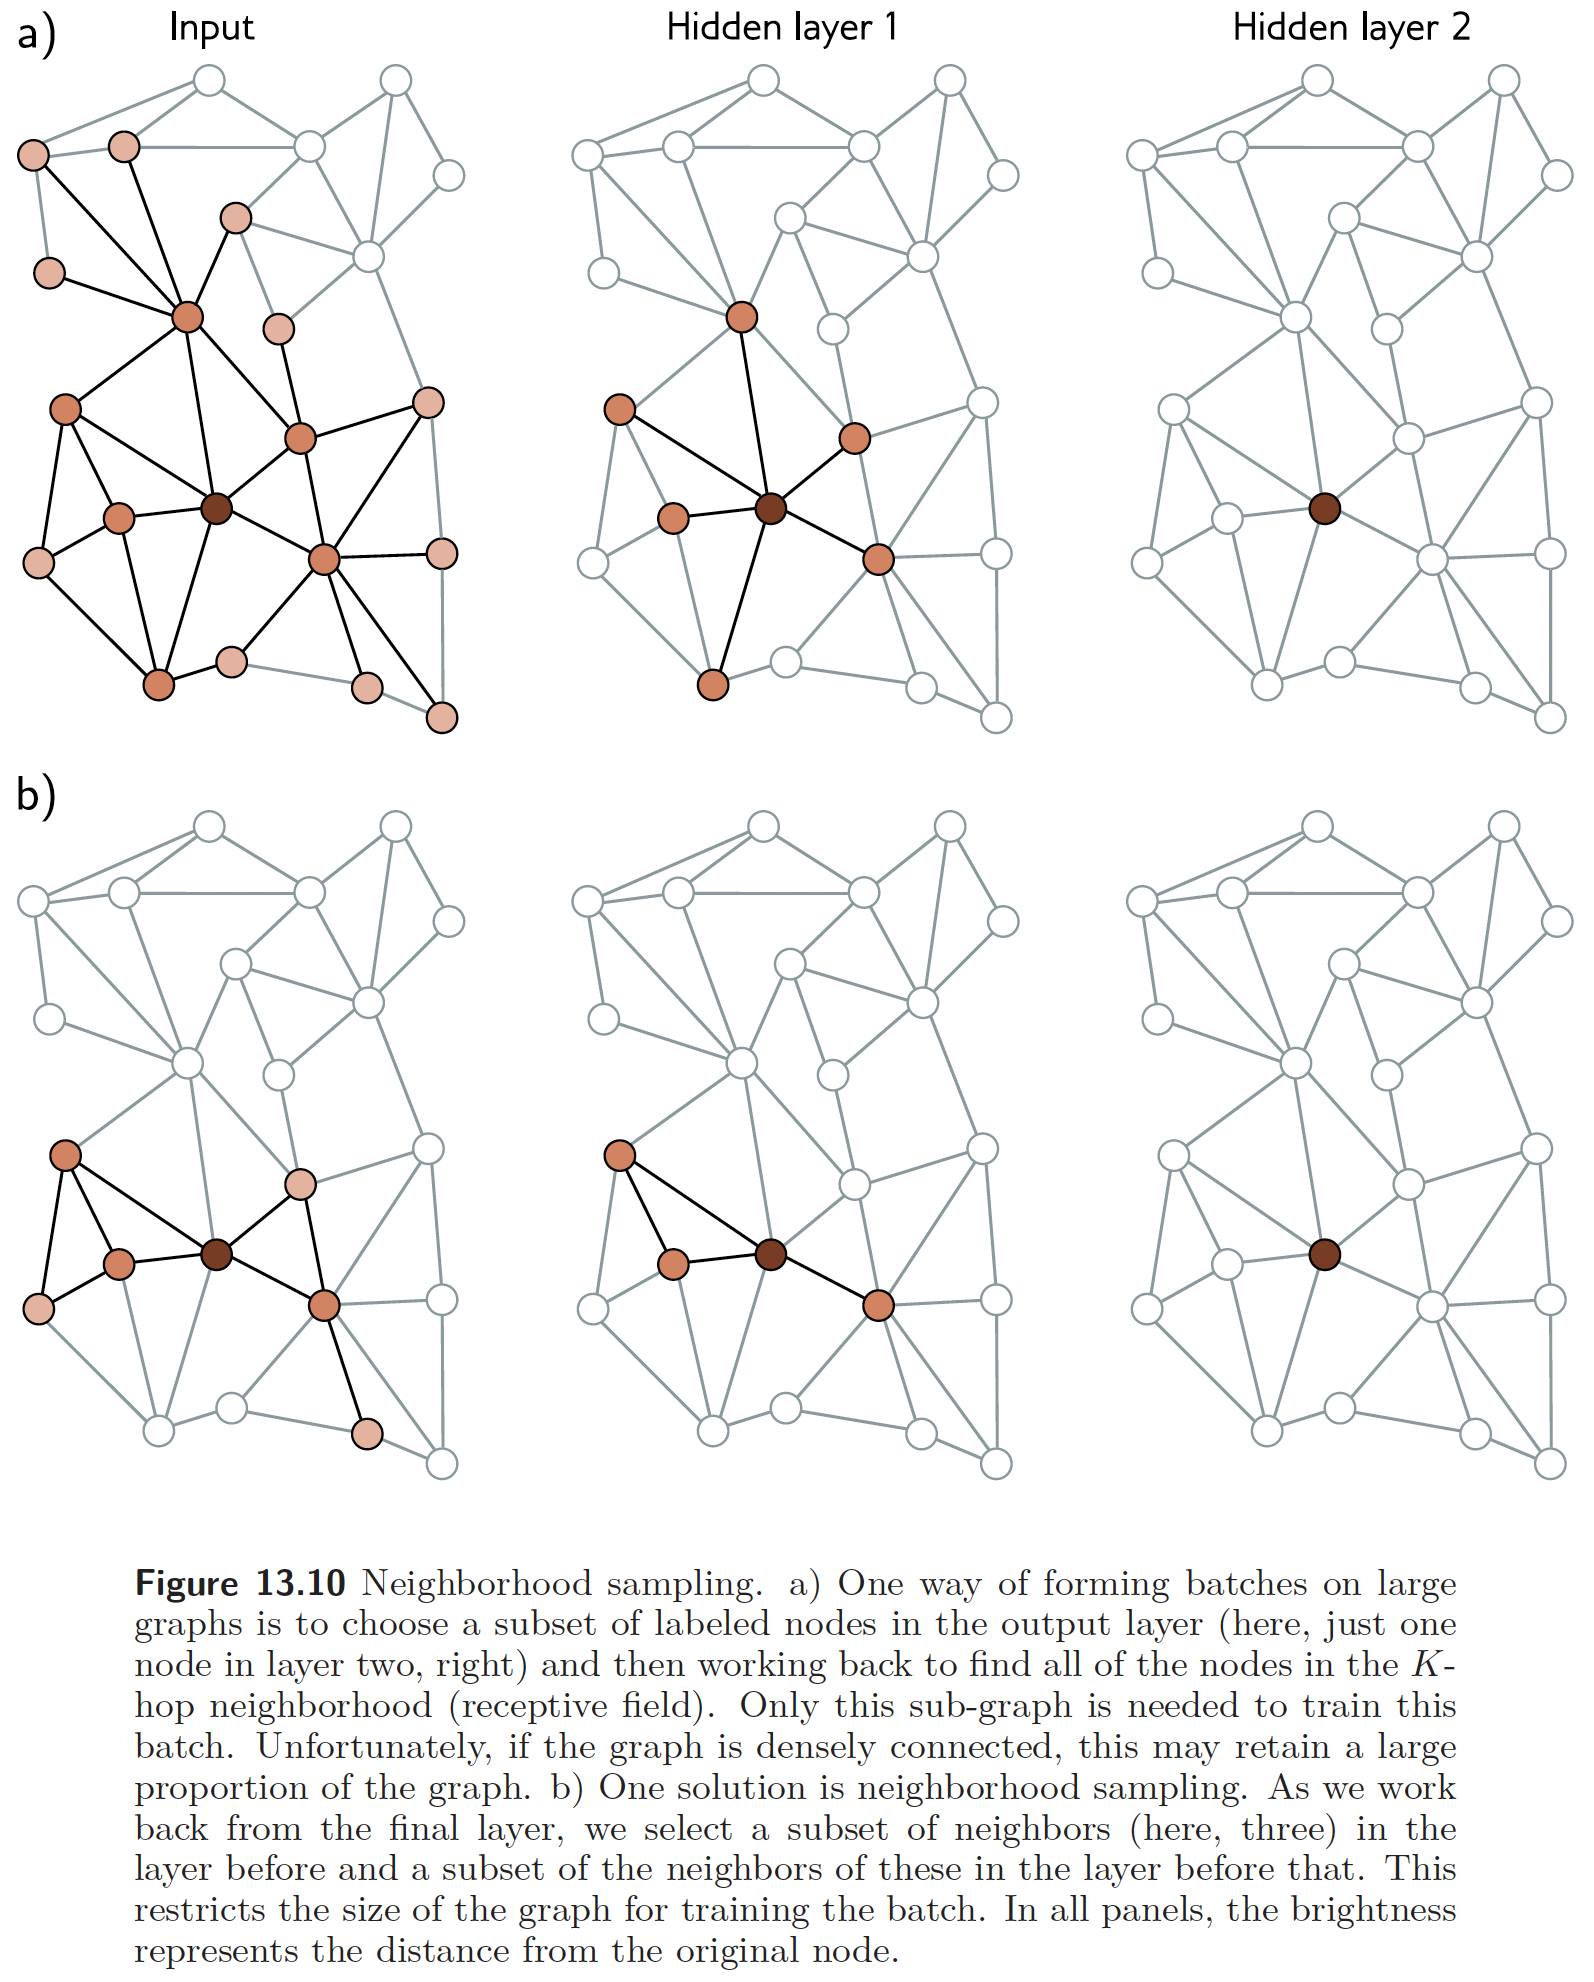 a)
Input
Hidden layer 1
Hidden layer 2
b)
Figure 13.10 Neighborhood sampling. a) One way of forming batches on large
graphs is to choose a subset of labeled nodes in the output layer (here, just one
node in layer two, right) and then working back to find all of the nodes in the K-
hop neighborhood (receptive field). Only this sub-graph is needed to train this
batch. Unfortunately, if the graph is densely connected, this may retain a large
proportion of the graph. b) One solution is neighborhood sampling. As we work
back from the final layer, we select a subset of neighbors (here, three) in the
layer before and a subset of the neighbors of these in the layer before that. This
restricts the size of the graph for training the batch. In all panels, the brightness
represents the distance from the original node.